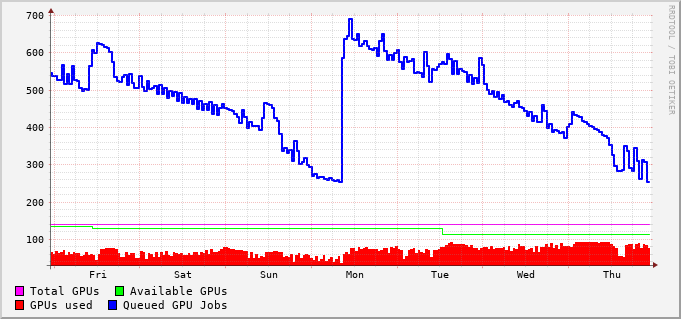 700
600
500
400
300
200
100
Fri Sat Sun Mon Tue Wed Thu
Total GPUs Available GPUs
GPUs used Queued GPU Jobs
RRDTOOL / TOBI OETIKER